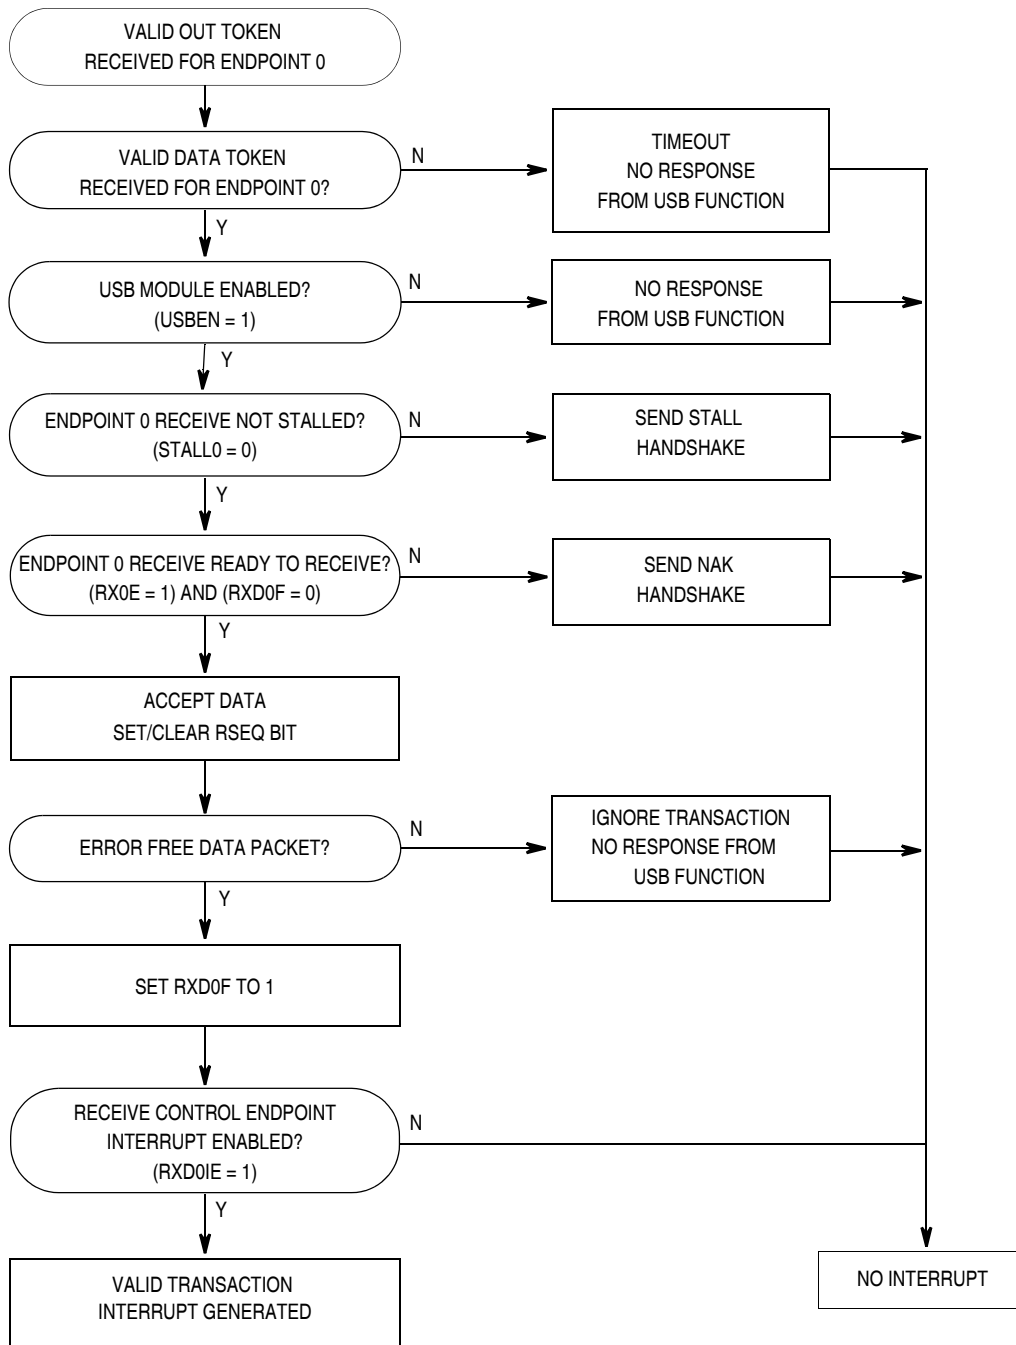 VALID OUT TOKEN
RECEIVED FOR ENDPOINT 0
VALID DATA TOKEN
RECEIVED FOR ENDPOINT 0?
N
TIMEOUT
NO RESPONSE
FROM USB FUNCTION
Y
USB MODULE ENABLED?
(USBEN = 1)
N
NO RESPONSE
FROM USB FUNCTION
Y
ENDPOINT 0 RECEIVE NOT STALLED?
(STALL0 = 0)
N
SEND STALL
HANDSHAKE
Y
ENDPOINT 0 RECEIVE READY TO RECEIVE?
(RX0E = 1) AND (RXD0F = 0)
N
SEND NAK
HANDSHAKE
Y
ACCEPT DATA
SET/CLEAR RSEQ BIT
ERROR FREE DATA PACKET?
N
IGNORE TRANSACTION
NO RESPONSE FROM
USB FUNCTION
Y
SET RXD0F TO 1
RECEIVE CONTROL ENDPOINT
INTERRUPT ENABLED?
(RXD0IE = 1)
N
Y
VALID TRANSACTION
INTERRUPT GENERATED
NO INTERRUPT